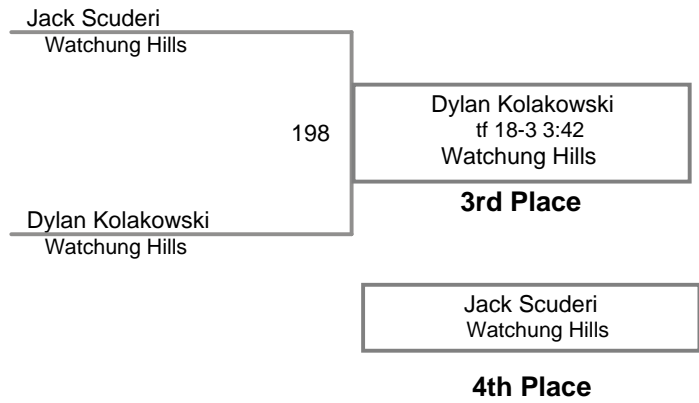 Jack Scuderi
Watchung Hills
198
Dylan Kolakowski
tf 18-3 3:42
Watchung Hills
3rd Place
Dylan Kolakowski
Watchung Hills
Jack Scuderi
Watchung Hills
4th Place